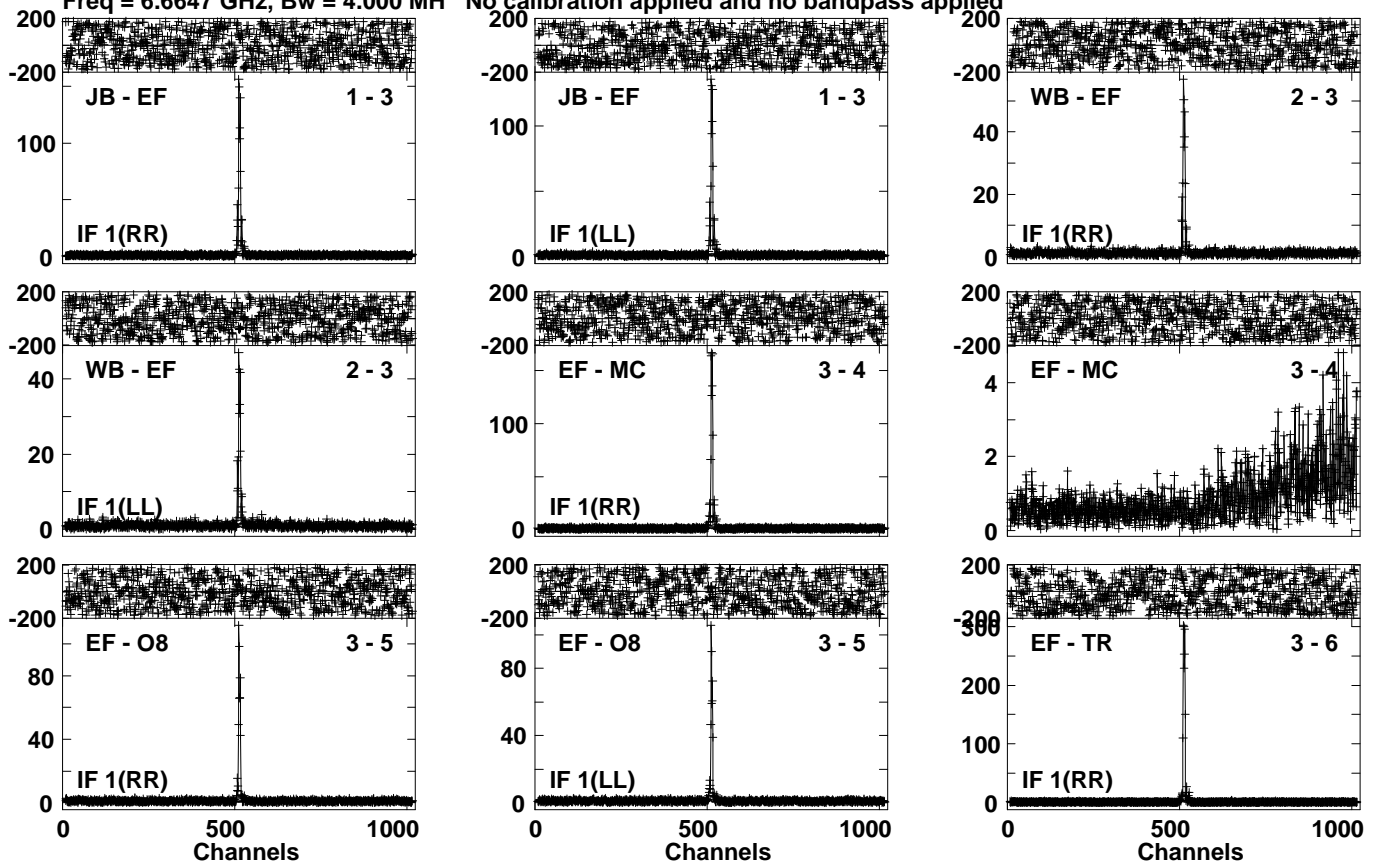 Freq = 6.6647 GHz, Bw = 4.000 MH No calibration applied and no bandpass applied
200
-200
JB - EF 1 - 3
100
IF 1(RR)
0
JB - EF 1 - 3
100
IF 1(LL)
0
200
-200
WB - EF 2 - 3
40
20
IF 1(RR)
0
200
-200
WB - EF 2 - 3
40
20
IF 1(LL)
0
EF - MC 3 - 4
100
IF 1(RR)
0
200
-200
EF - MC 3 - 4
4
2
0
200
-200
EF - O8 3 - 5
80
40
IF 1(RR)
0
0 500 1000
Channels
EF - O8 3 - 5
80
40
IF 1(LL)
0
0 500 1000
Channels
200
-200
300
EF - TR 3 - 6
200
100
IF 1(RR)
0
0 500 1000
Channels